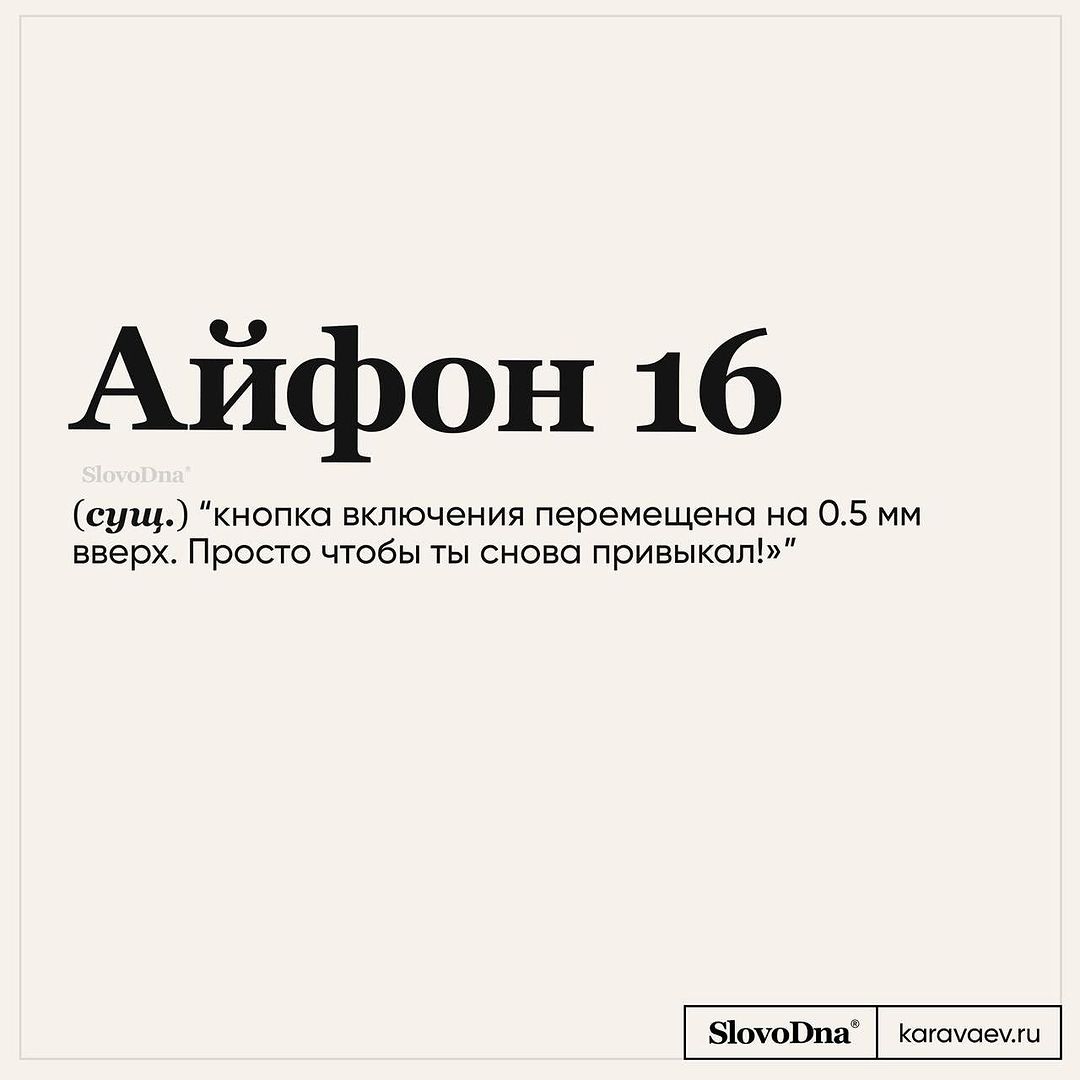 Айфон 16
SlovoDna®
(сущ.) “кнопка включения перемещена на 0.5 мм
вверх. Просто чтобы ты снова привыкал!»”
SlovoDna® karavaev.ru